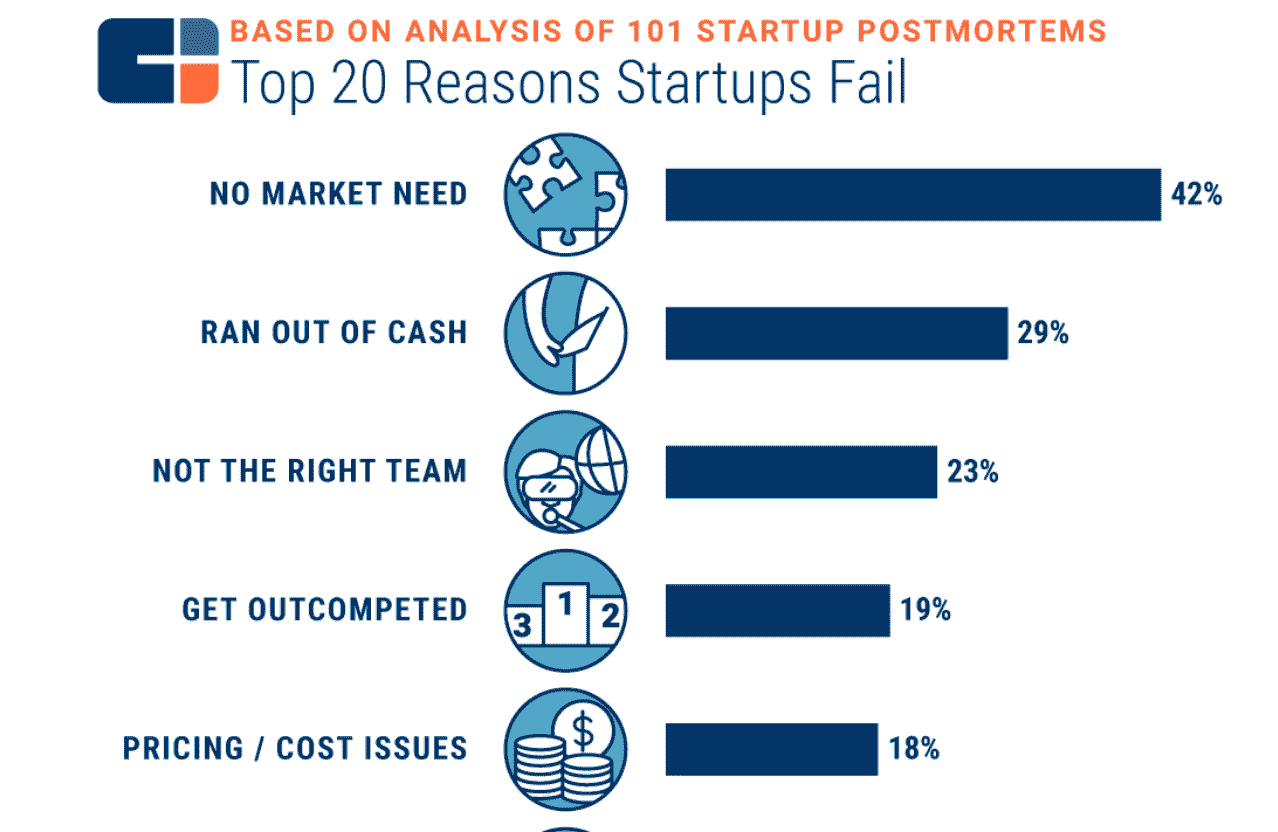 BASED ON ANALYSIS OF 101 STARTUP POSTMORTEMS
Top 20 Reasons Startups Fail
NO MARKET NEED 42%
RAN OUT OF CASH 29%
NOT THE RIGHT TEAM 23%
GET OUTCOMPETED 3 1 2 19%
PRICING / COST ISSUES $ 18%